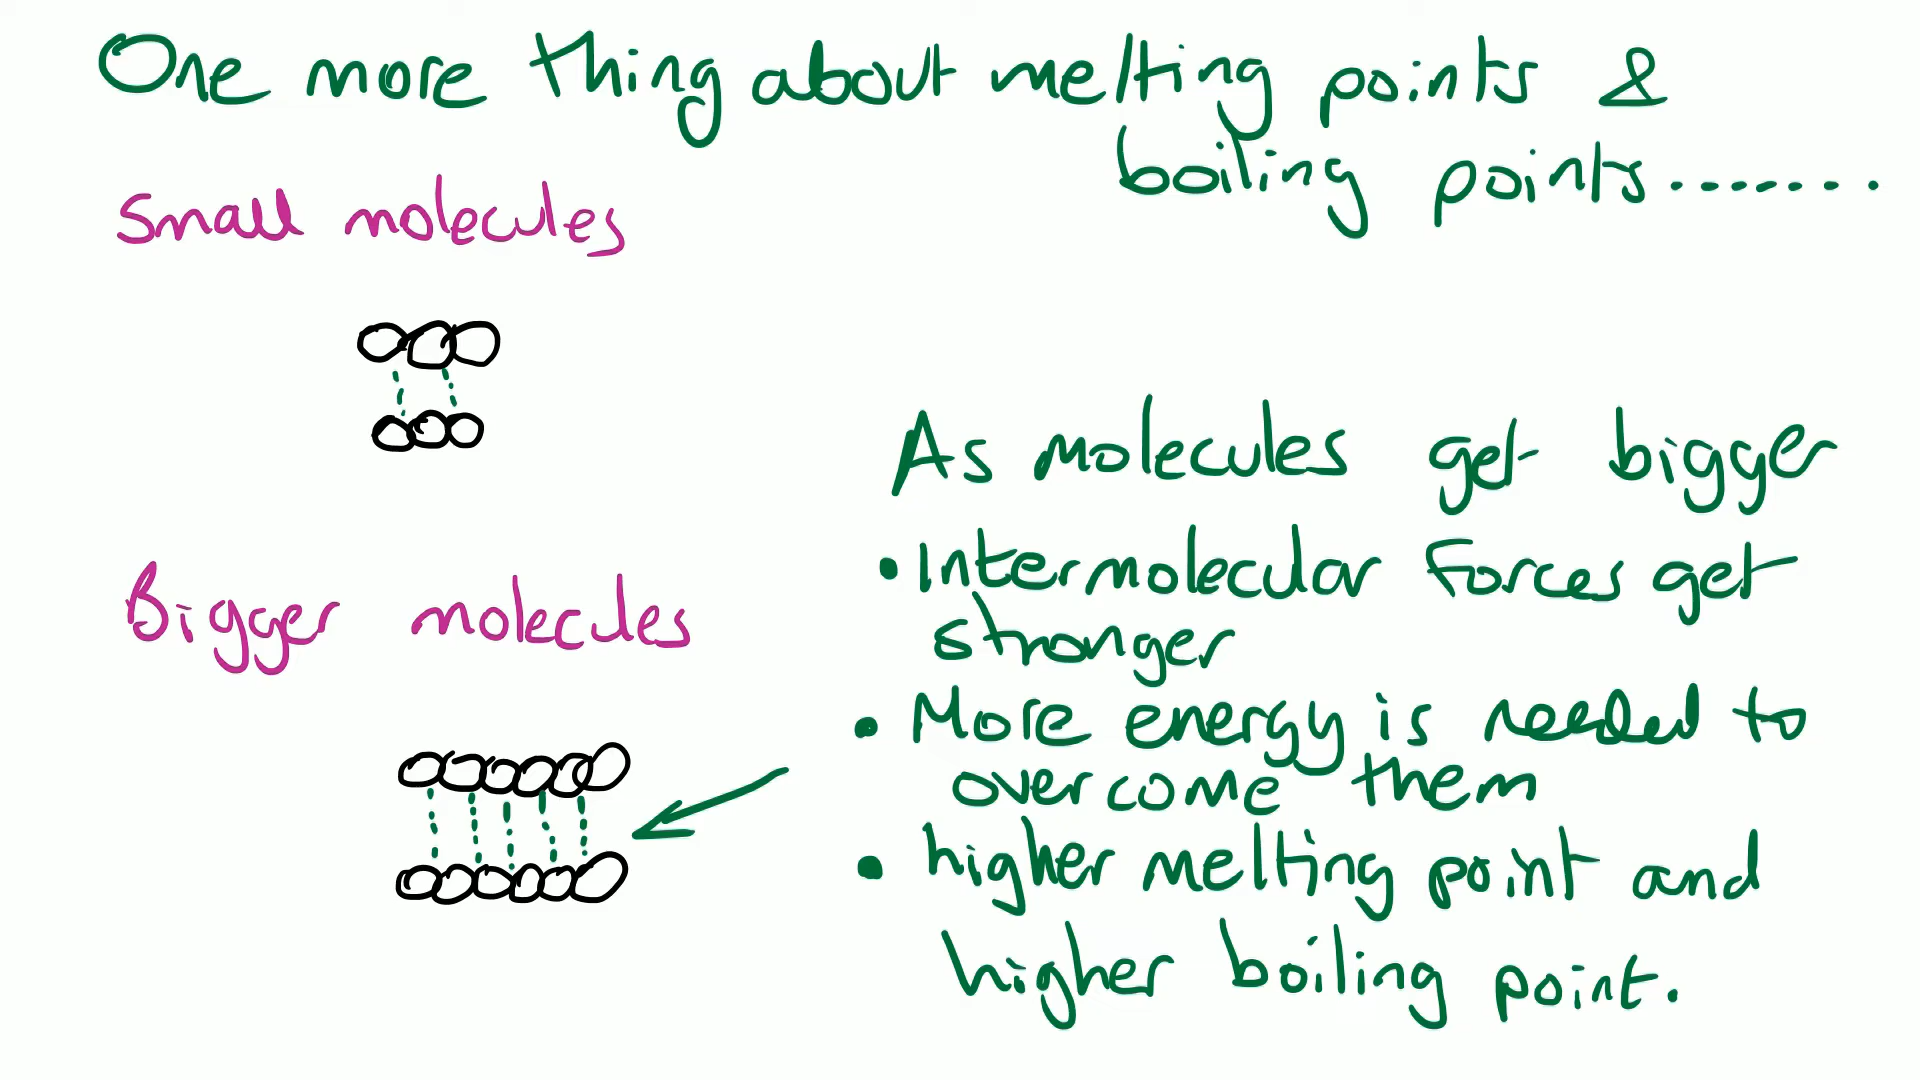 One more thing about melting points &
boiling points.......
Small molecules
As molecules get bigger
• Intermolecular forces get
stronger
Bigger molecules
• More energy is needed to
overcome them
• higher melting point and
higher boiling point.